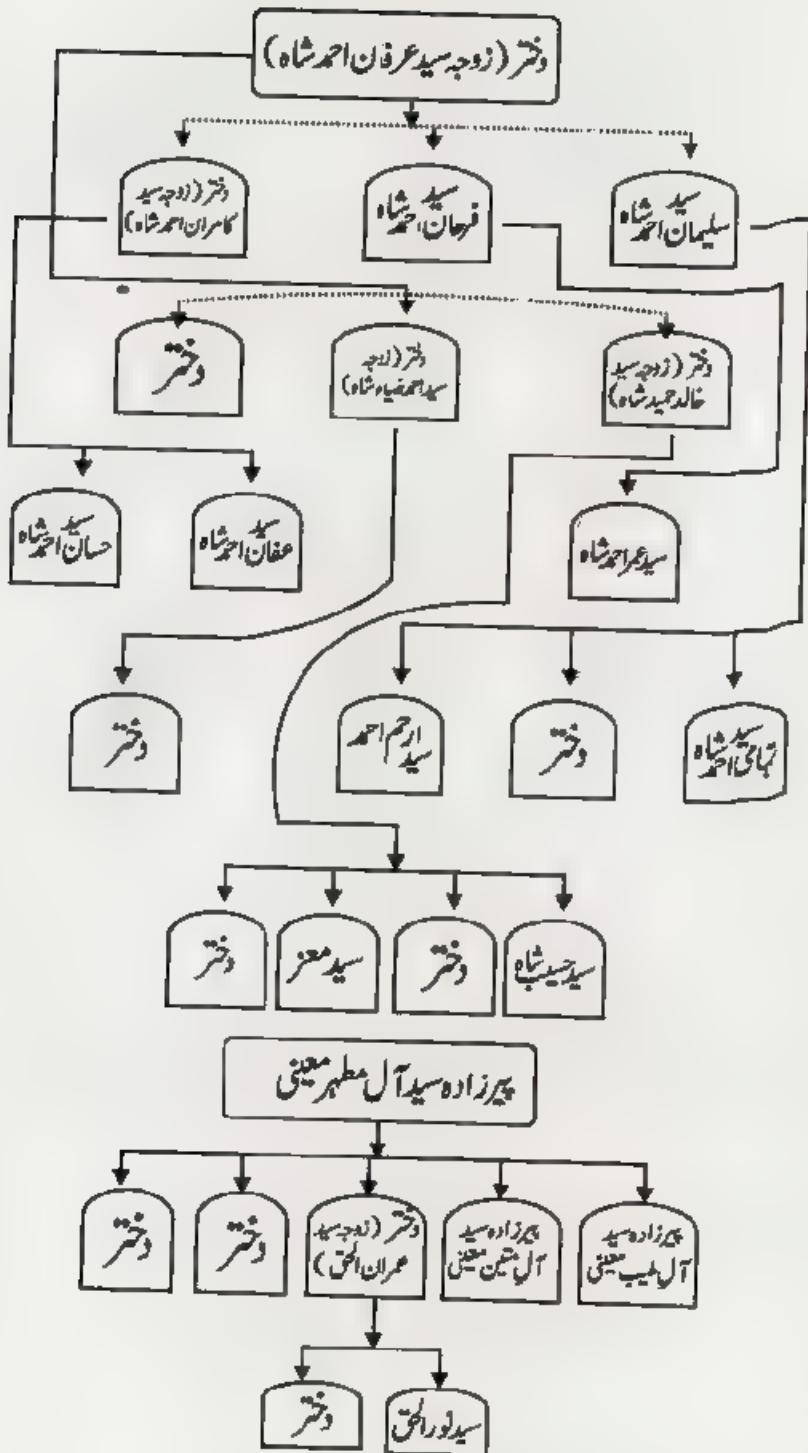 دختر (زوجہ سید عرفان احمد شاہ)
سید
سلیمان احمد شاہ
سید
فرحان احمد شاہ
دختر (زوجہ سید
کامران احمد شاہ)
دختر (زوجہ سید
خالد حمید شاہ)
دختر (زوجہ
سید احمد ضیاء شاہ)
دختر
سید
عفان احمد شاہ
سید
حسان احمد شاہ
سید عمر احمد شاہ
سید
تہامی احمد شاہ
دختر
سید ارحم احمد
دختر
سید حسیب شاہ
دختر
سید معز
دختر
پیرزادہ سید آل مطہر معینی
پیرزادہ سید
آل طیب معینی
پیرزادہ سید
آل متین معینی
دختر (زوجہ سید
عمران الحق)
دختر
دختر
سید نور الحق
دختر